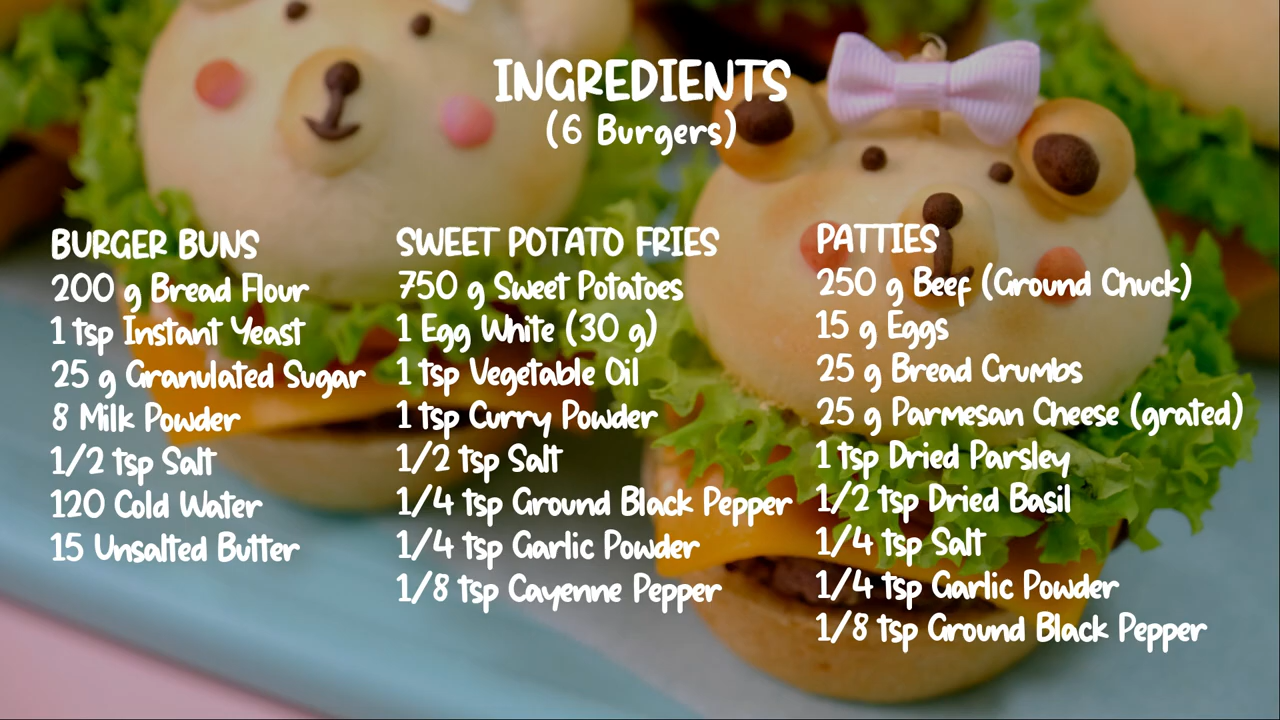 INGREDIENTS
(6 Burgers)
BURGER BUNS
200 g Bread Flour
1 tsp Instant Yeast
25 g Granulated Sugar
8 Milk Powder
1/2 tsp Salt
120 Cold Water
15 Unsalted Butter
SWEET POTATO FRIES
750 g Sweet Potatoes
1 Egg White (30 g)
1 tsp Vegetable Oil
1 tsp Curry Powder
1/2 tsp Salt
1/4 tsp Ground Black Pepper
1/4 tsp Garlic Powder
1/8 tsp Cayenne Pepper
PATTIES
250 g Beef (Ground Chuck)
15 g Eggs
25 g Bread Crumbs
25 g Parmesan Cheese (grated)
1 tsp Dried Parsley
1/2 tsp Dried Basil
1/4 tsp Salt
1/4 tsp Garlic Powder
1/8 tsp Ground Black Pepper